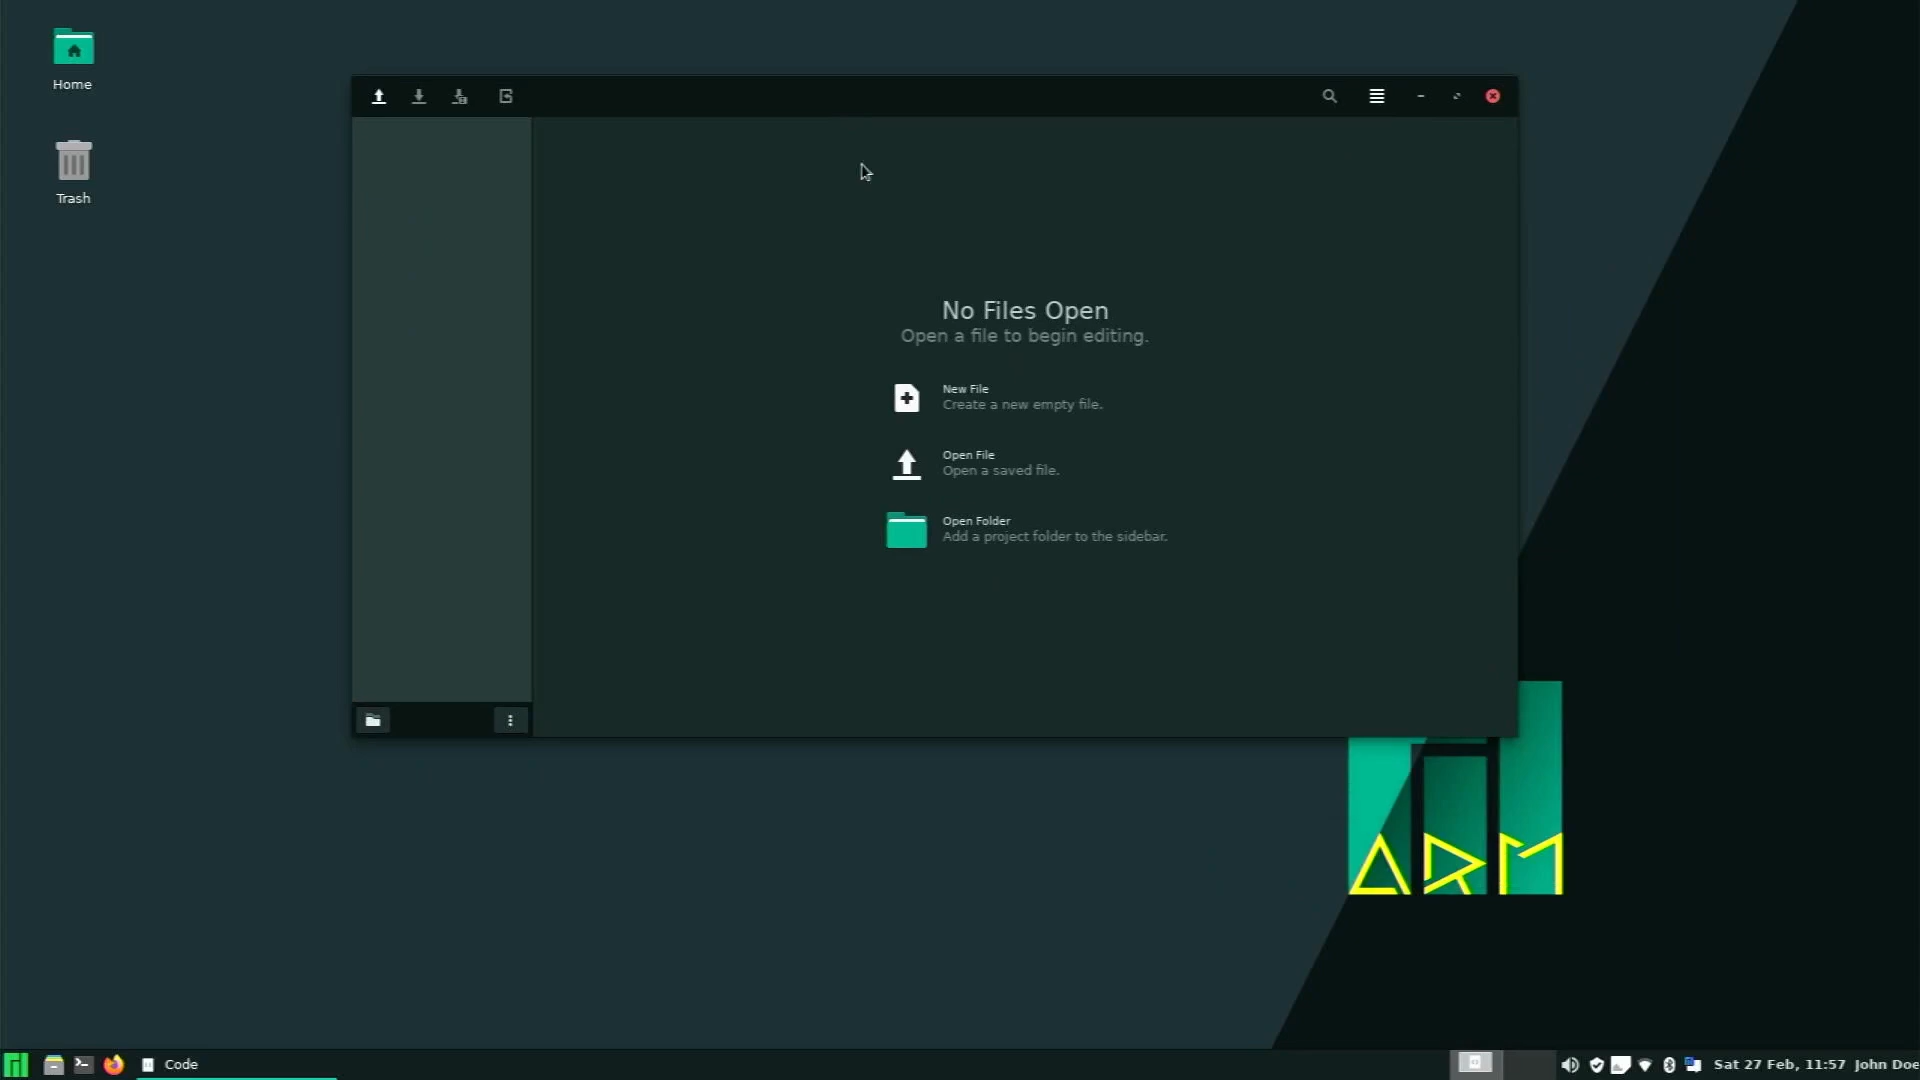 Home
Trash
No Files Open
Open a file to begin editing.
New File
Create a new empty file.
Open File
Open a saved file.
Open Folder
Add a project folder to the sidebar.
ARM
Code
Sat 27 Feb, 11:57 John Doe